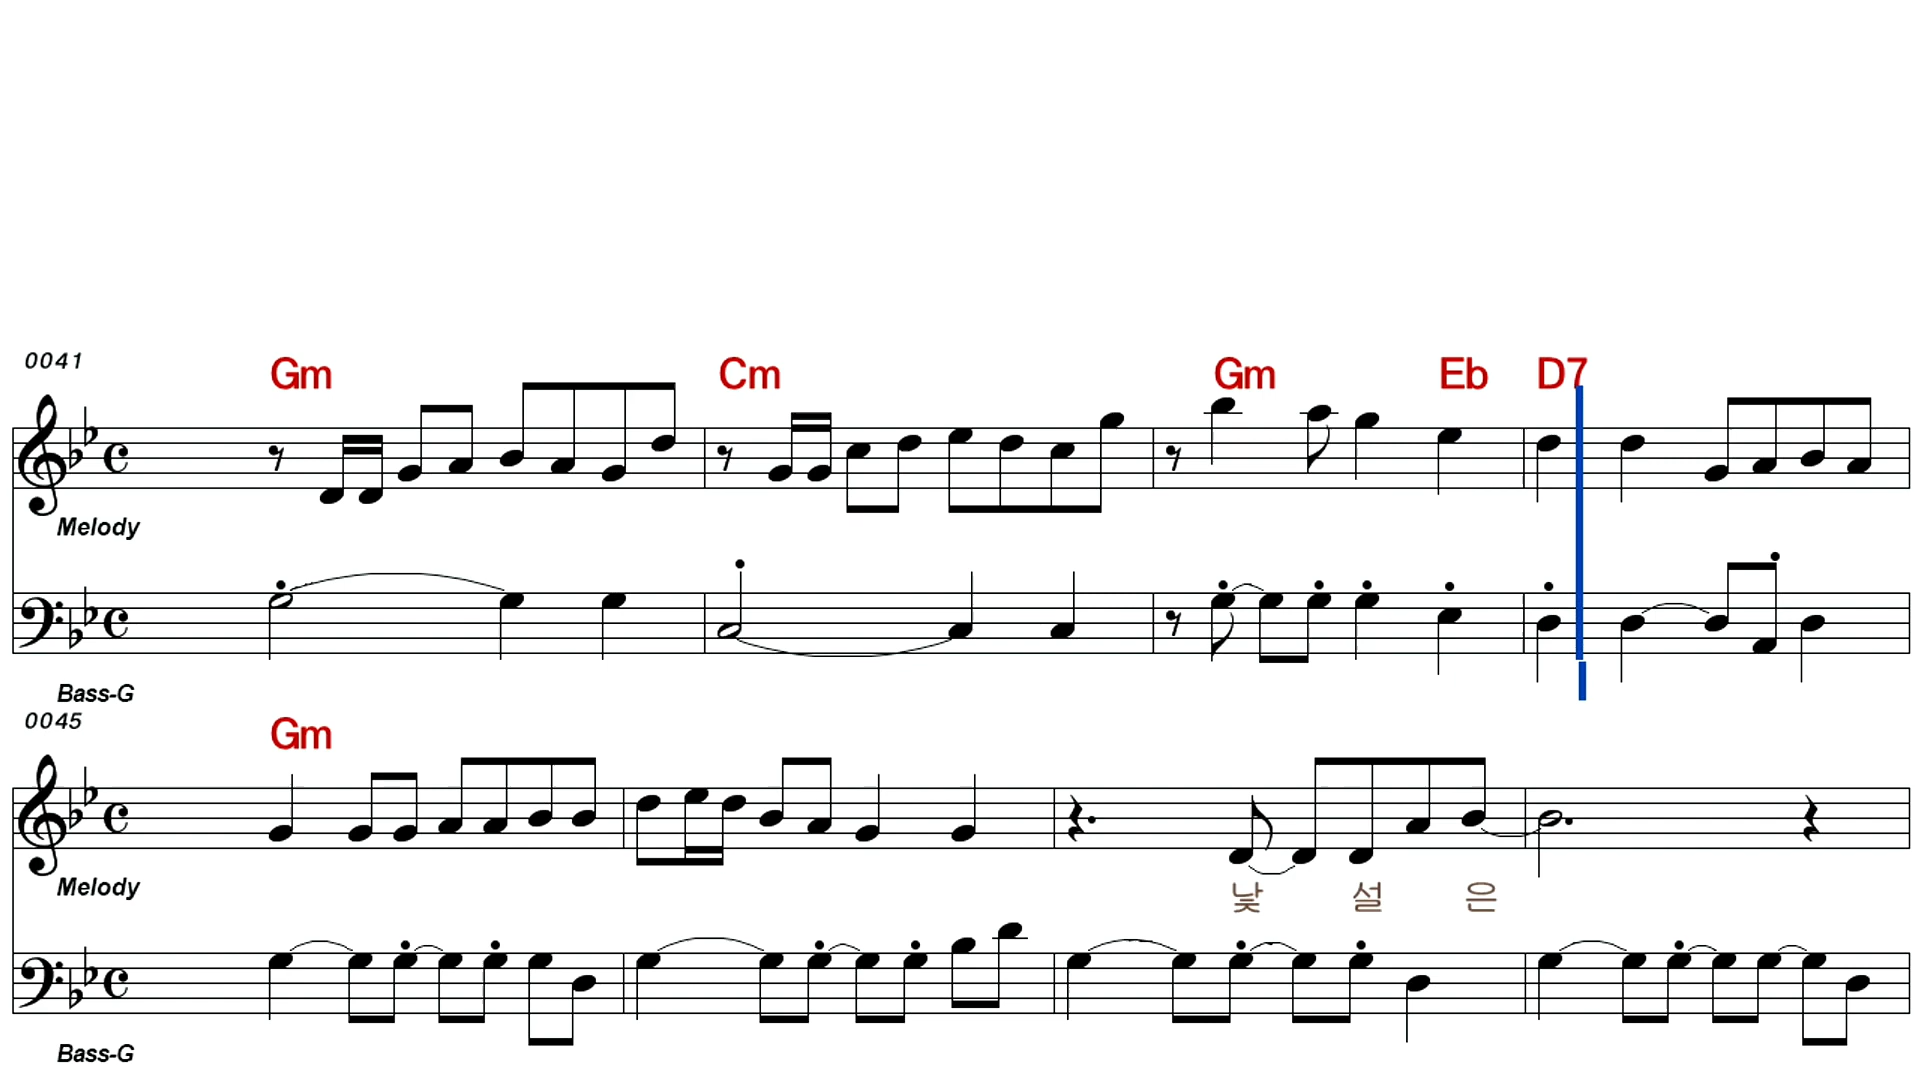 0041
Gm Cm Gm Eb D7
Melody
Bass-G
0045
Gm
Melody
낯 설 은
Bass-G